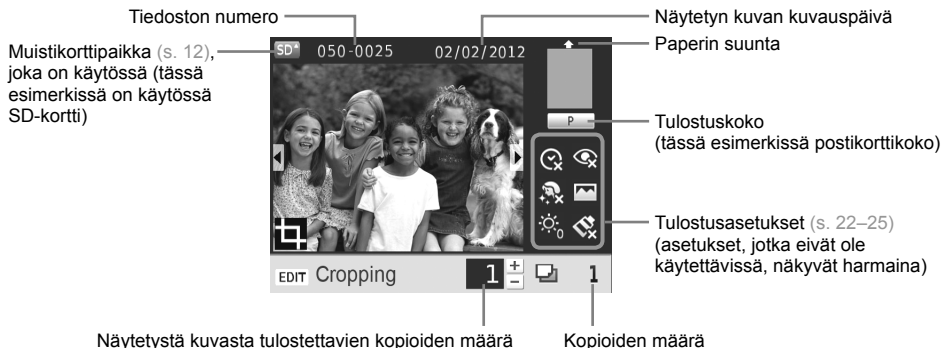 Tiedoston numero
Näytetyn kuvan kuvauspäivä
Muistikorttipaikka (s. 12),
joka on käytössä (tässä
esimerkissä on käytössä
SD-kortti)
Paperin suunta
SD
050-0025
02/02/2012
P
Tulostuskoko
(tässä esimerkissä postikorttikoko)
Tulostusasetukset (s. 22–25)
(asetukset, jotka eivät ole
käytettävissä, näkyvät harmaina)
0
EDIT Cropping
1 + −
1
Näytetystä kuvasta tulostettavien kopioiden määrä
Kopioiden määrä